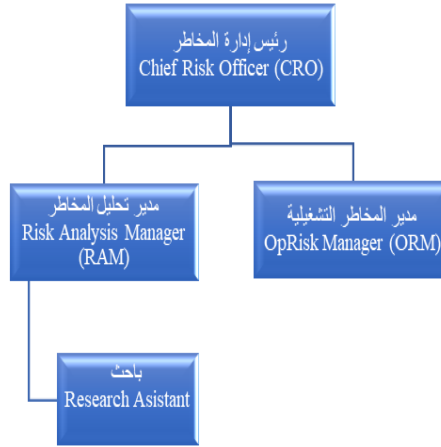 رئيس إدارة المخاطر
Chief Risk Officer (CRO)
مدير تحليل المخاطر
Risk Analysis Manager
(RAM)
مدير المخاطر التشغيلية
OpRisk Manager (ORM)
باحث
Research Asistant